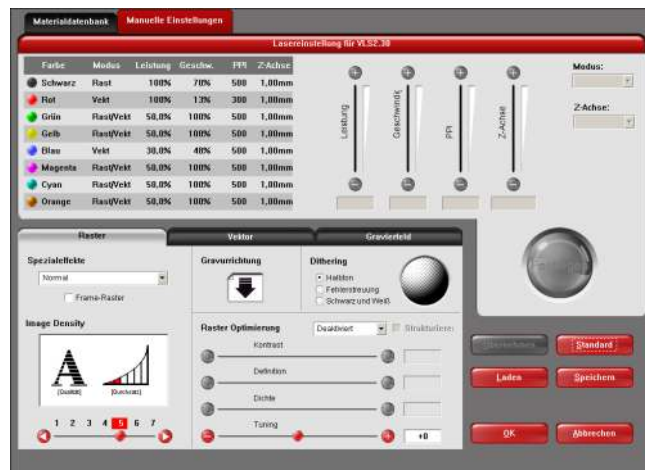 Materialdatenbank
Manuelle Einstellungen
Lasereinstellung für VLS2.30
Farbe Modus Leistung Geschw. PPI Z-Achse
Schwarz Rast 100% 70% 500 1,00mm
Rot Vekt 100% 13% 300 1,00mm
Grün Rast/Vekt 50,0% 100% 500 1,00mm
Gelb Rast/Vekt 50,0% 100% 500 1,00mm
Blau Vekt 30,0% 40% 500 1,00mm
Magenta Rast/Vekt 50,0% 100% 500 1,00mm
Cyan Rast/Vekt 50,0% 100% 500 1,00mm
Orange Rast/Vekt 50,0% 100% 500 1,00mm
Leistung
Geschwindk
PPI
Z-Achse
Modus:
Z-Achse:
Raster
Vektor
Gravierfeld
Spezialeffekte
Normal
Frame-Raster
Image Density
A
[Qualität] [Durchsatz]
1 2 3 4 5 6 7
Gravurrichtung
Dithering
Halbton
Fehlerstreuung
Schwarz und Weiß
Raster Optimierung Deaktiviert Strukturiere:
Kontrast
Definition
Dichte
Tuning
+0
Standard
Laden
Speichern
OK
Abbrechen